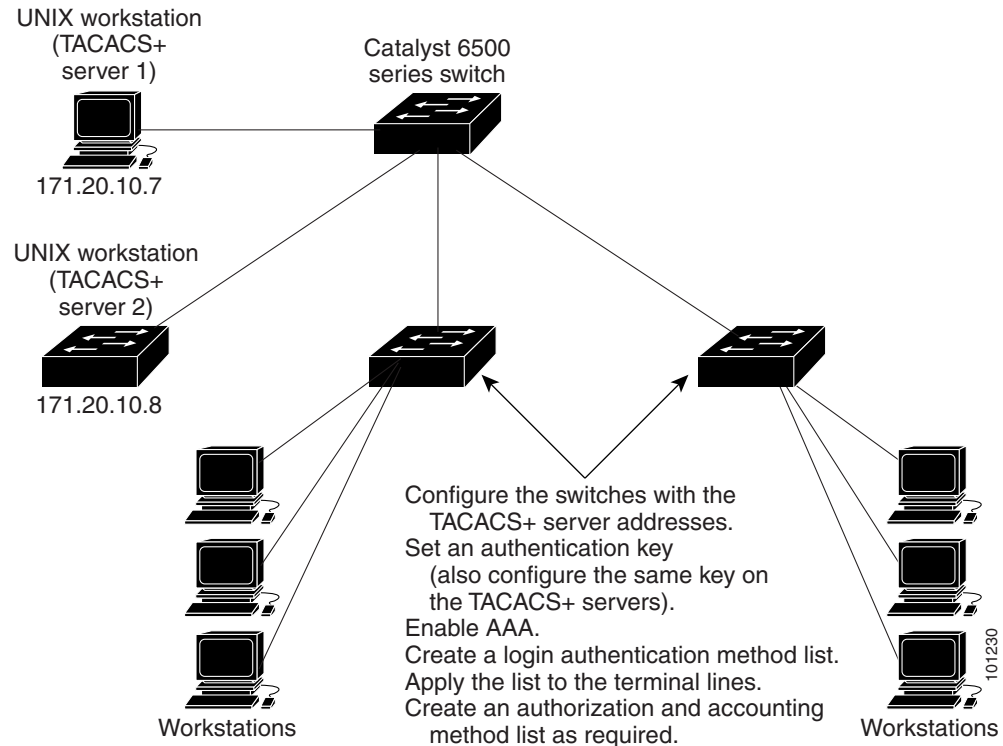 UNIX workstation
(TACACS+
server 1)
Catalyst 6500
series switch
171.20.10.7
UNIX workstation
(TACACS+
server 2)
171.20.10.8
Configure the switches with the
TACACS+ server addresses.
Set an authentication key
(also configure the same key on
the TACACS+ servers).
Enable AAA.
Create a login authentication method list.
Apply the list to the terminal lines.
Create an authorization and accounting
method list as required.
Workstations
Workstations
101230